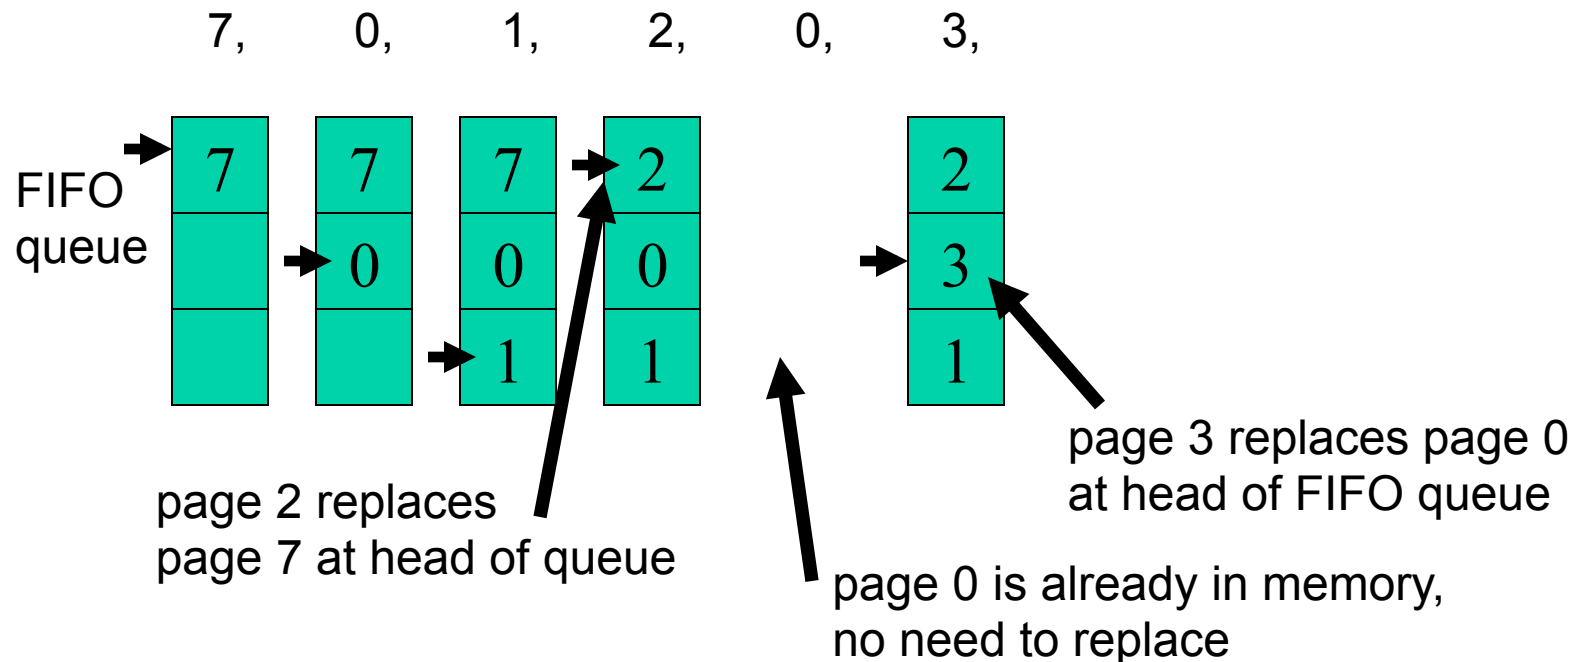 7, 0, 1, 2, 0, 3,
FIFO
queue
7 7 7 2 2
0 0 0 3
1 1 1
page 2 replaces
page 7 at head of queue
page 3 replaces page 0
at head of FIFO queue
page 0 is already in memory,
no need to replace